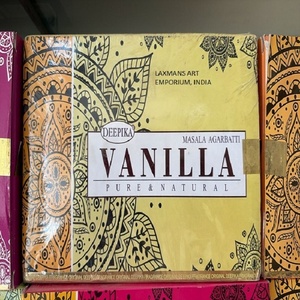 LAXMANS ART
EMPORIUM, INDIA
DEEPIKA
MASALA AGARBATTI
VANILLA
PURE & NATURAL